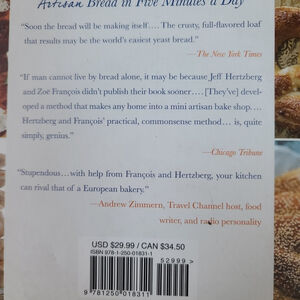 Artisan Bread in Five Minutes a Day
“Soon the bread will be making itself.... The crusty, full-flavored loaf
that results may be the world’s easiest yeast bread.”
—The New York Times
“If man cannot live by bread alone, it may be because Jeff Hertzberg
and Zoë François didn’t publish their book sooner.... [They’ve] devel-
oped a method that makes any home into a mini artisan bake shop....
Hertzberg and François’ practical, commonsense method... is, quite
simply, genius.”
—Chicago Tribune
“Stupendous...with help from François and Hertzberg, your kitchen
can rival that of a European bakery.”
—Andrew Zimmern, Travel Channel host, food
writer, and radio personality
USD $29.99 / CAN $34.50
ISBN 978-1-250-01831-1
52999>
9 781250 018311